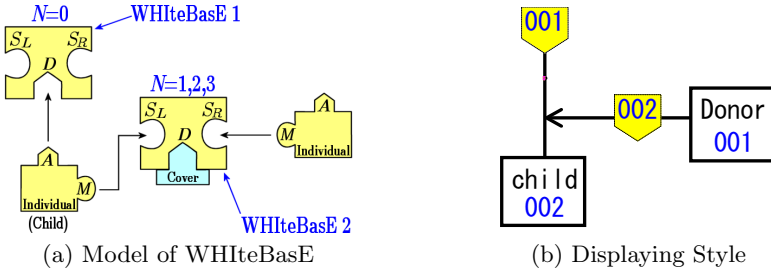 N=0
WHIteBasE 1
S_L S_R
D
N=1,2,3
S_L S_R
D
A
M
Individual
Cover
A
M
Individual
(Child)
WHIteBasE 2
(a) Model of WHIteBasE
001
002
Donor
001
child
002
(b) Displaying Style